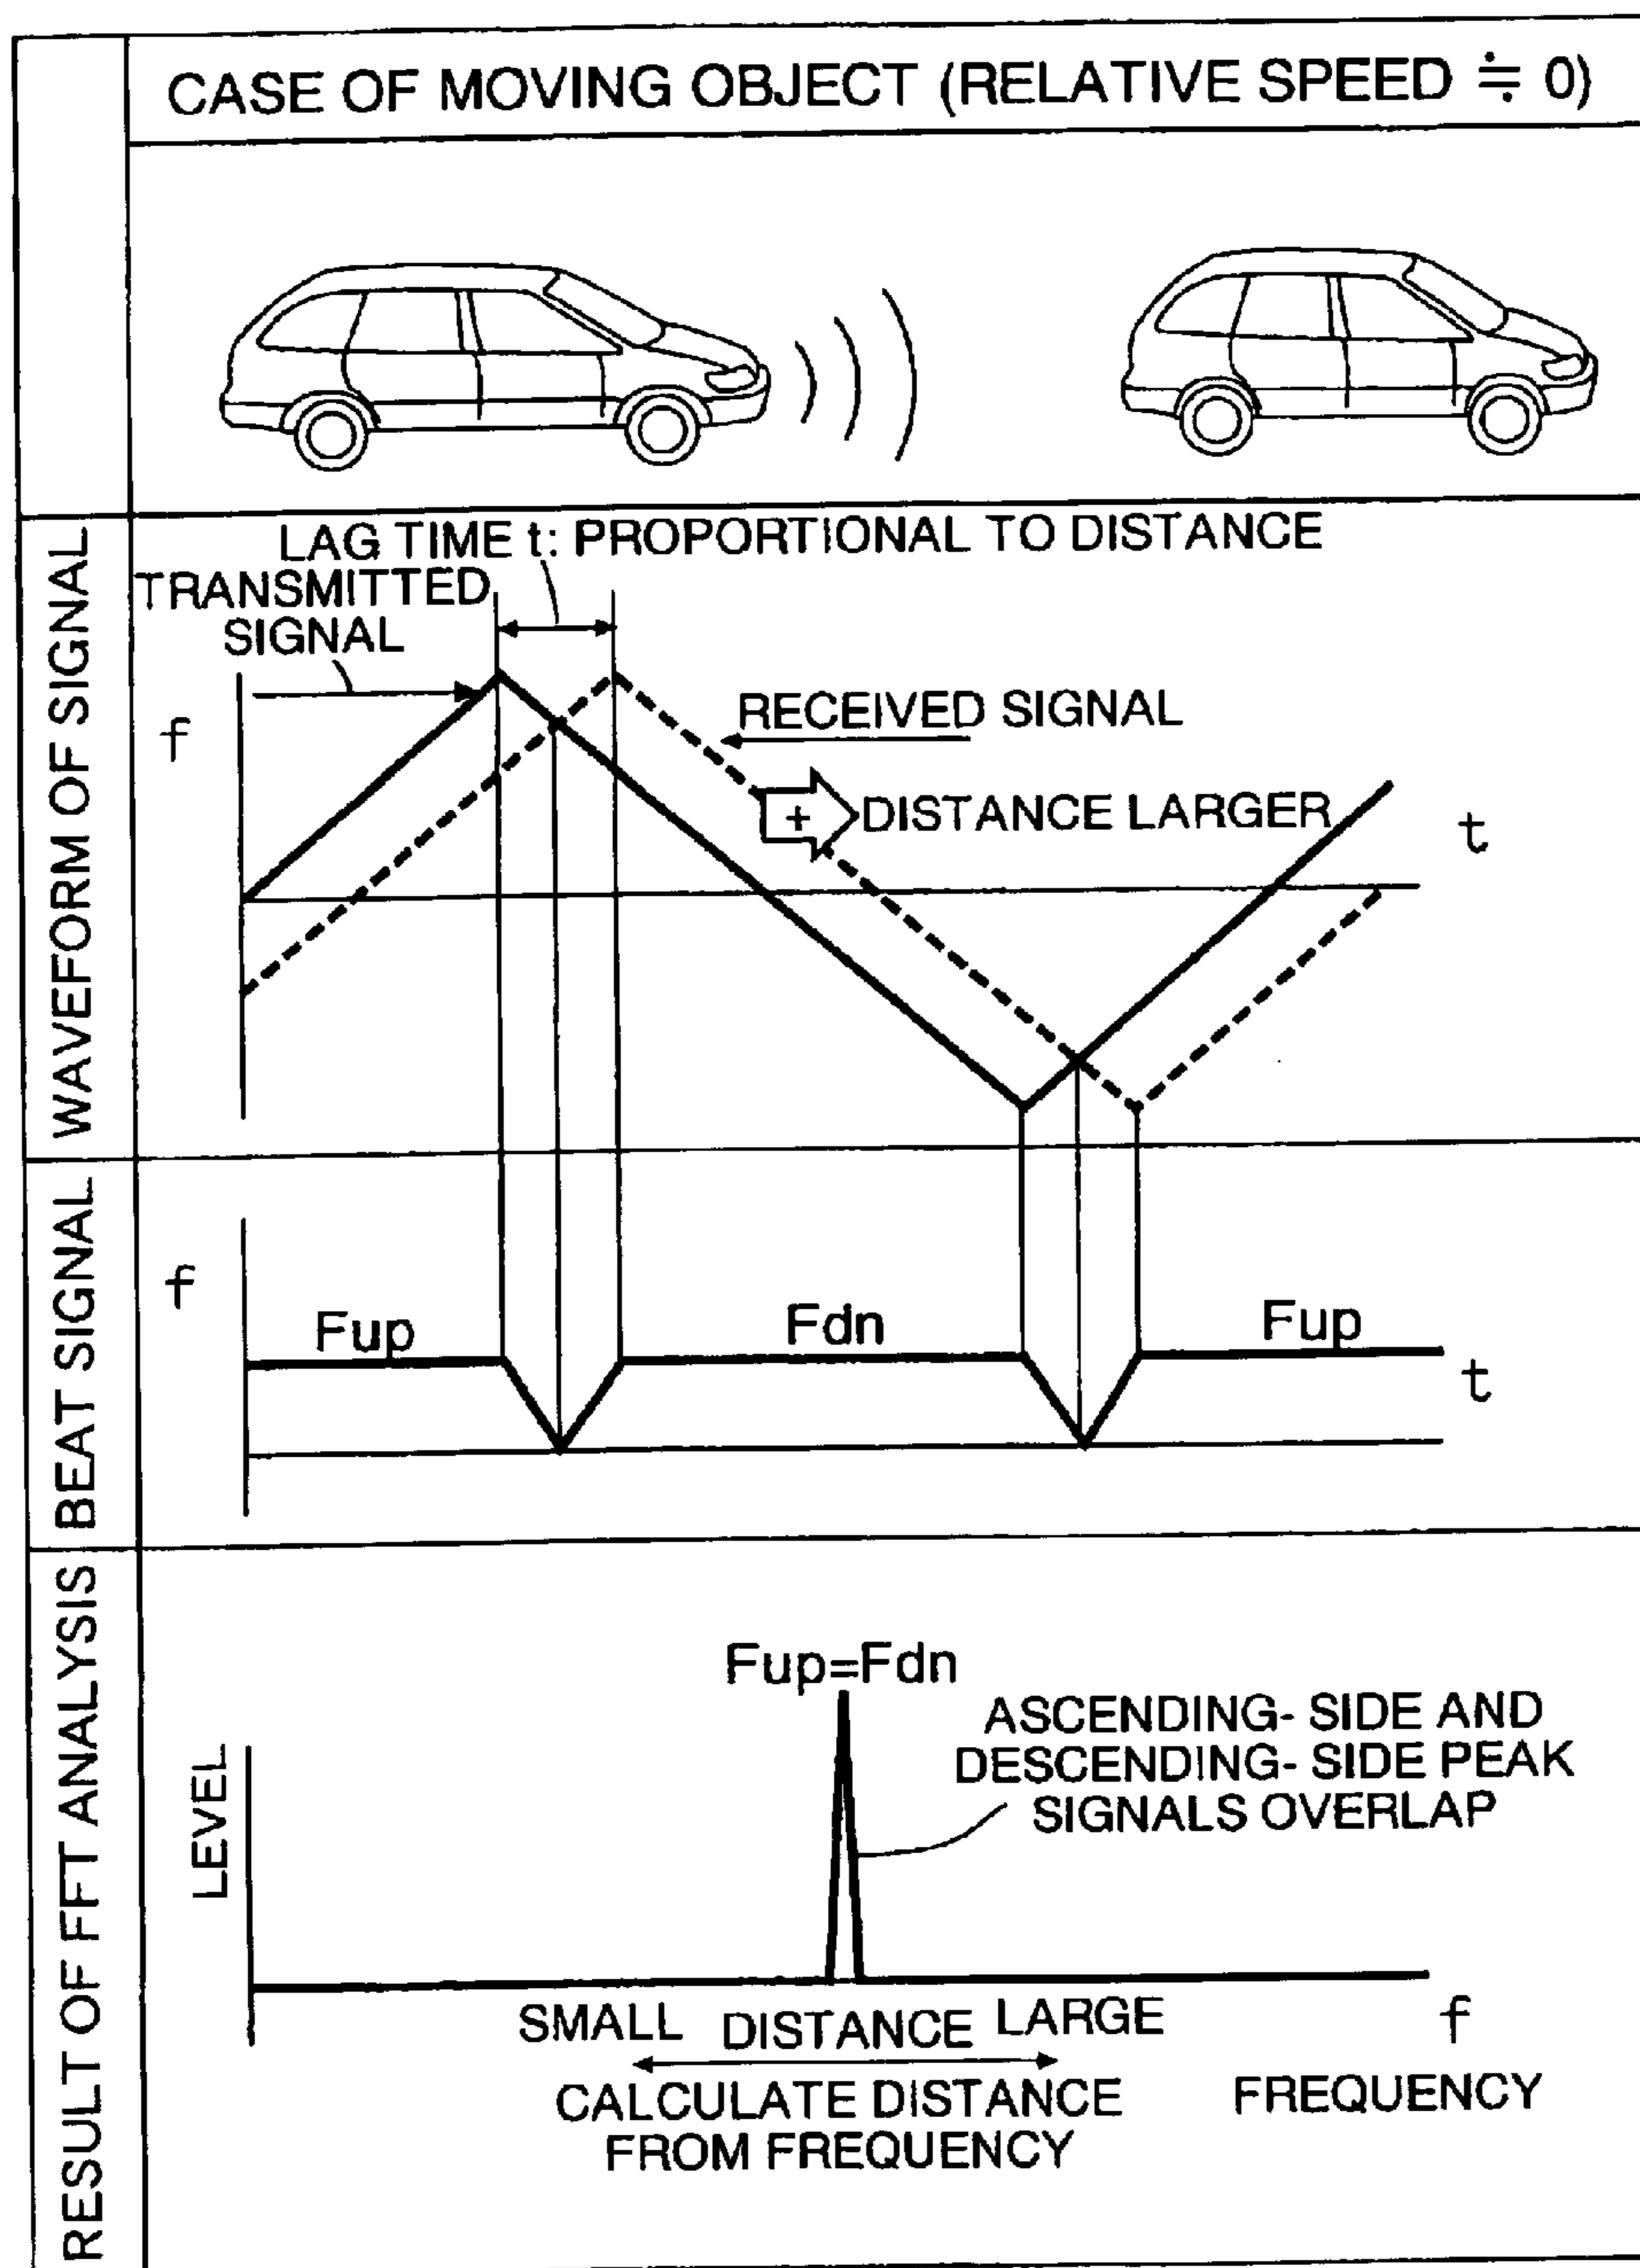 CASE OF MOVING OBJECT (RELATIVE SPEED ≒ 0)
WAVEFORM OF SIGNAL
LAG TIME t: PROPORTIONAL TO DISTANCE
TRANSMITTED
SIGNAL
f
RECEIVED SIGNAL
+
DISTANCE LARGER
t
BEAT SIGNAL
f
Fup
Fdn
Fup
t
RESULT OF FFT ANALYSIS
Fup=Fdn
LEVEL
ASCENDING- SIDE AND
DESCENDING- SIDE PEAK
SIGNALS OVERLAP
SMALL DISTANCE LARGE
f
CALCULATE DISTANCE
FROM FREQUENCY
FREQUENCY